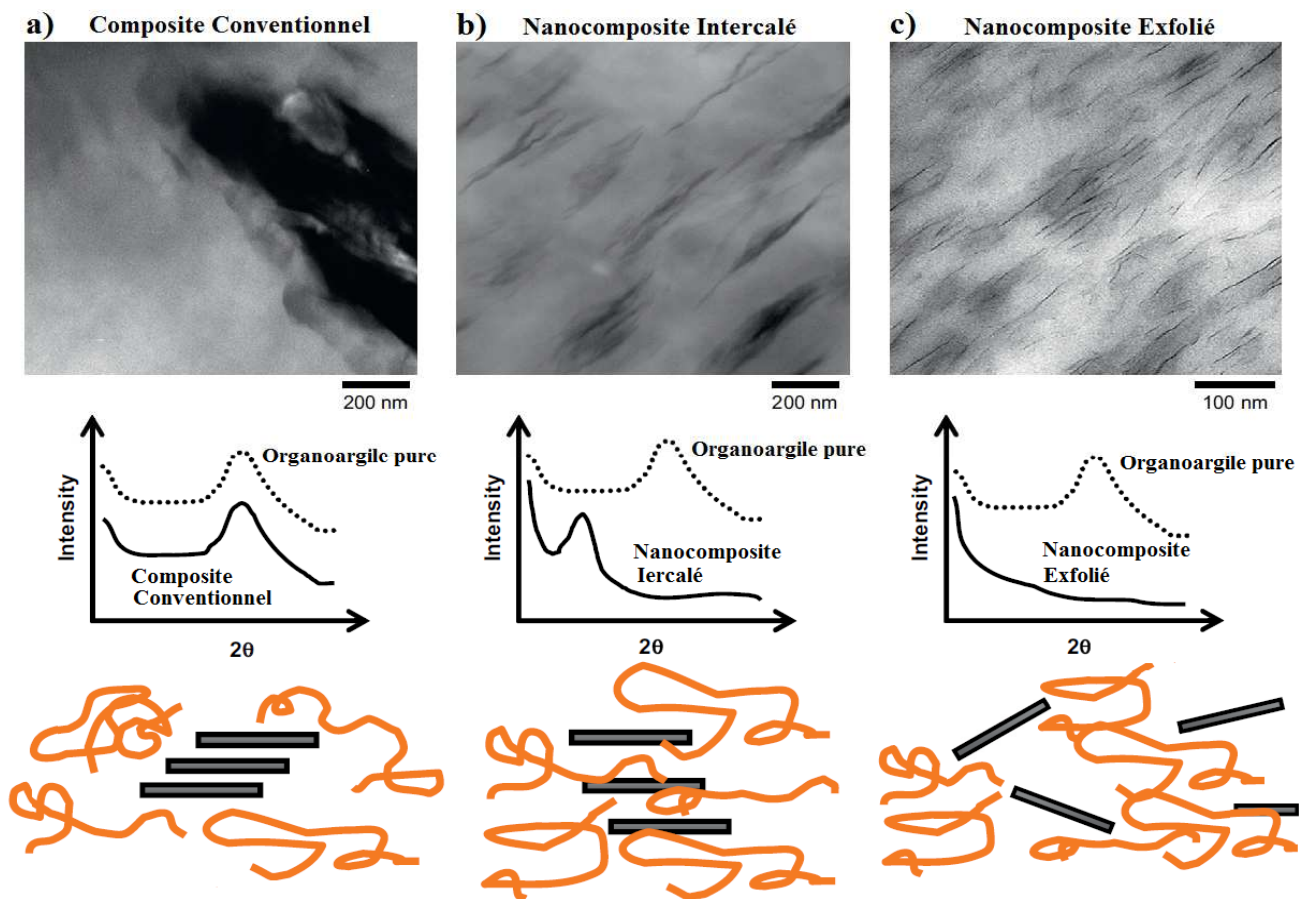 a) Composite Conventionnel
b) Nanocomposite Intercalé
c) Nanocomposite Exfolié
200 nm
200 nm
100 nm
Intensity
Organoargile pure
Composite
Conventionnel
2θ
Intensity
Organoargile pure
Nanocomposite
Iercalé
2θ
Intensity
Organoargile pure
Nanocomposite
Exfolié
2θ